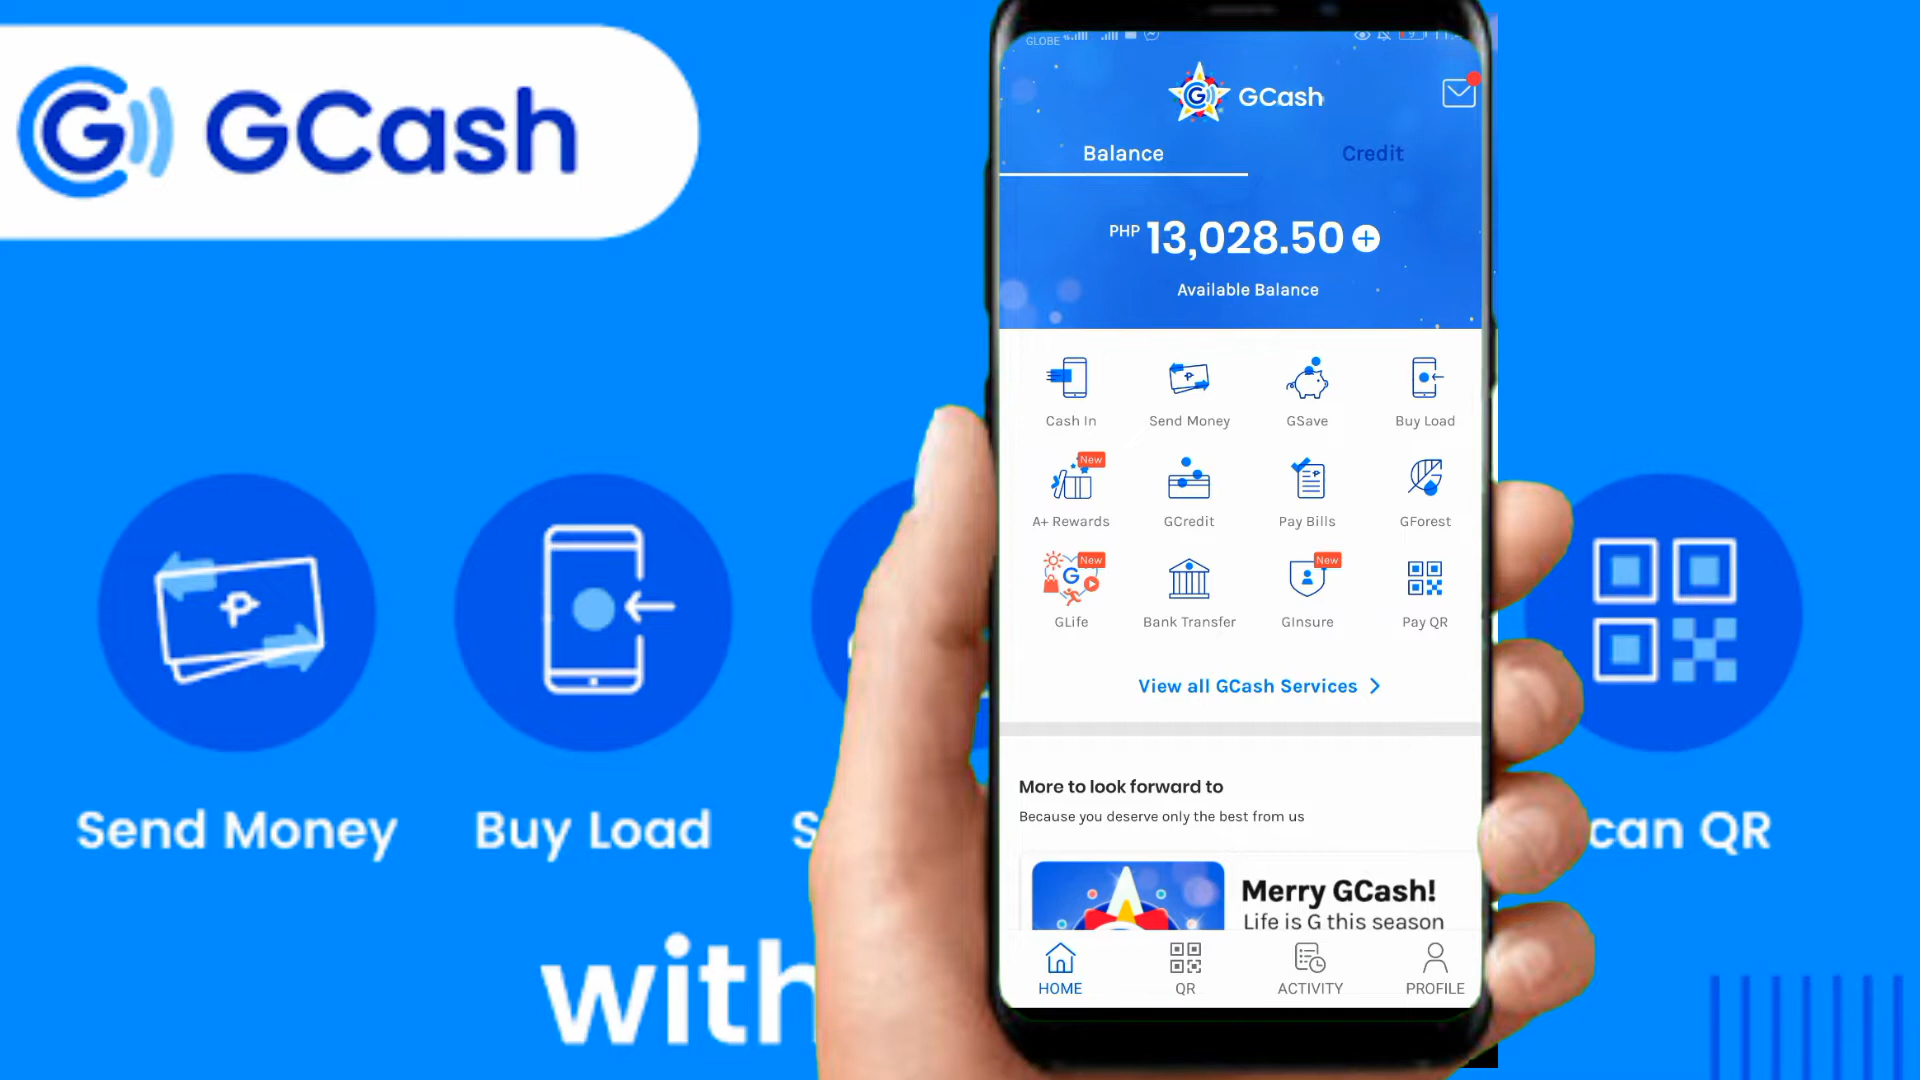 GCash
Send Money
Buy Load
can QR
with
GLOBE
GCash
Balance
Credit
PHP 13,028.50
Available Balance
Cash In
Send Money
GSave
Buy Load
New
A+ Rewards
GCredit
Pay Bills
GForest
New
GLife
Bank Transfer
New
GInsure
Pay QR
View all GCash Services
More to look forward to
Because you deserve only the best from us
Merry GCash!
Life is G this season
HOME
QR
ACTIVITY
PROFILE